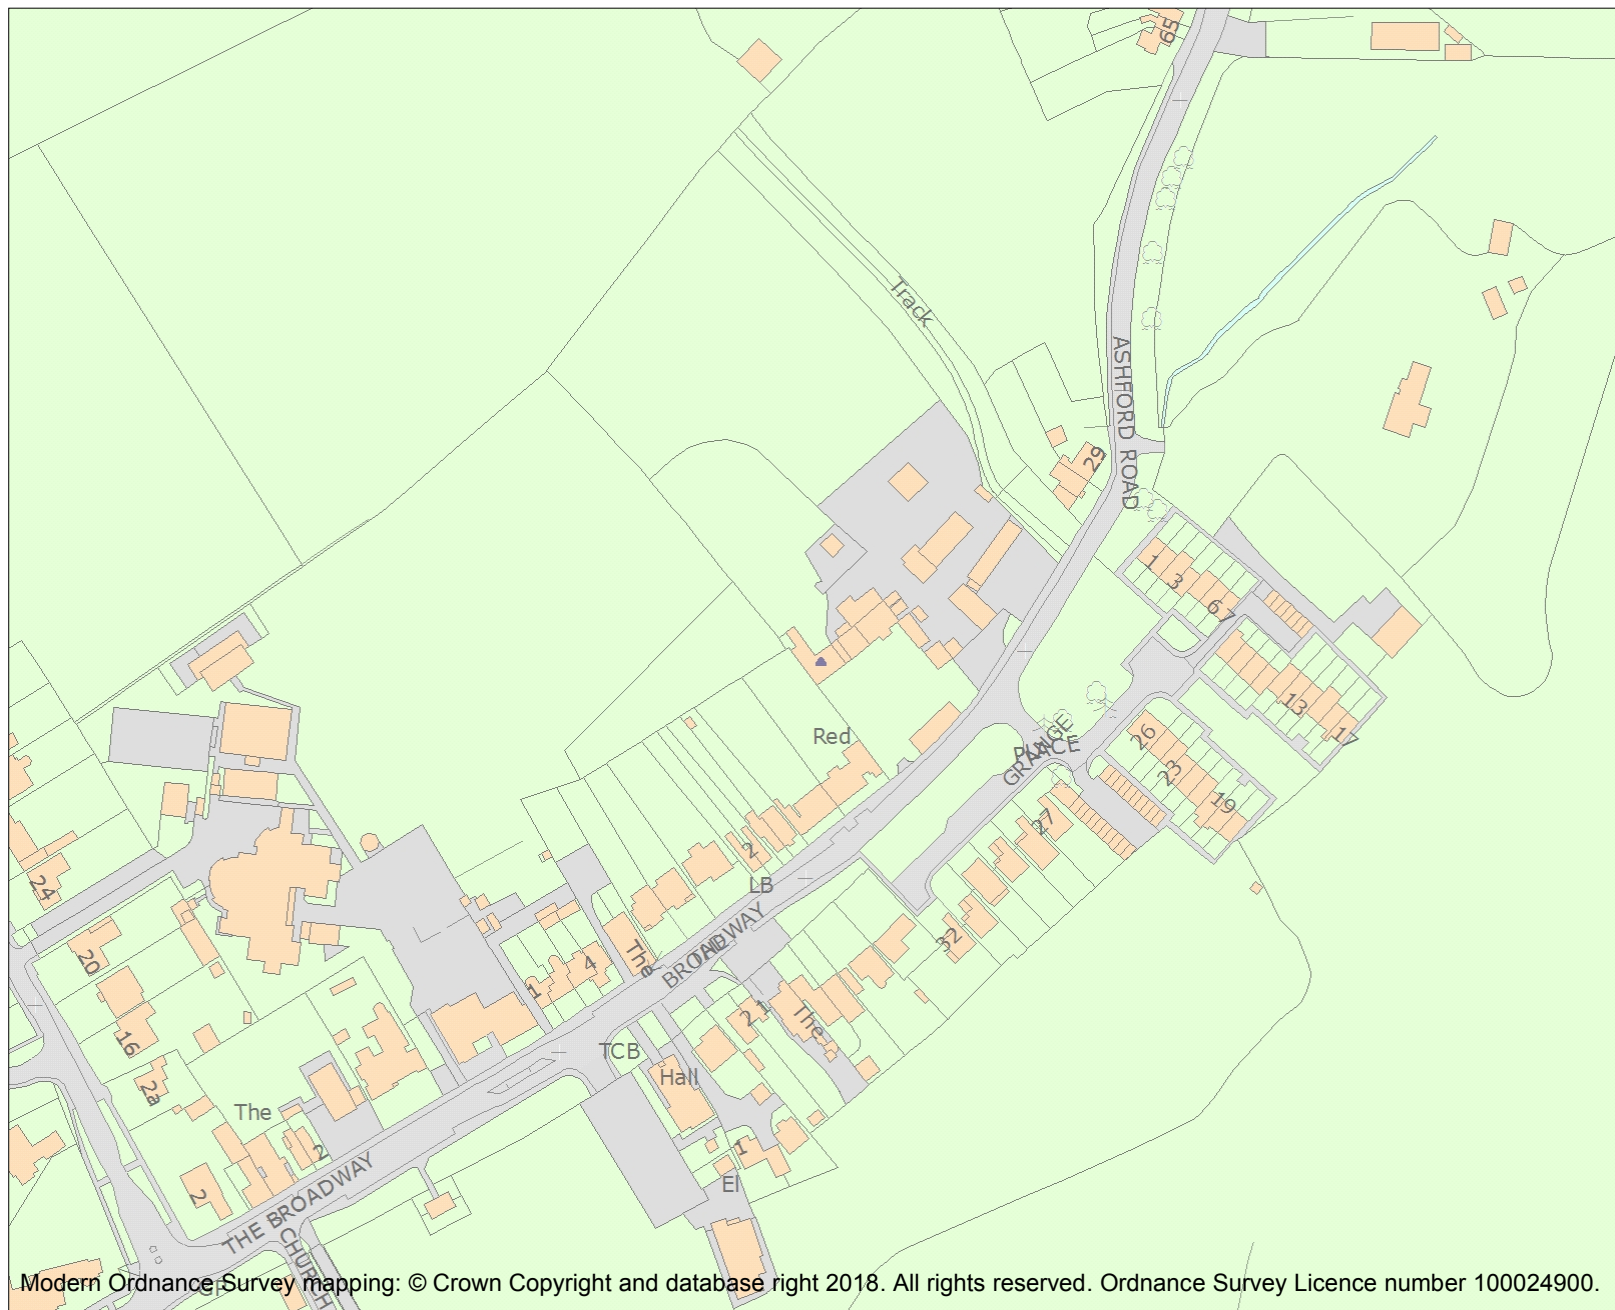 65
Track
ASHFORD ROAD
29
1
3
6
7
13
17
Red
GRANGE
PLACE
26
23
19
27
2
LB
32
24
20
16
2a
The
4
1
THE
BROADWAY
2 1
The
TCB
Hall
The
2
2
1
El
THE BROADWAY
CHURCH
GP
Modern Ordnance Survey mapping: © Crown Copyright and database right 2018. All rights reserved. Ordnance Survey Licence number 100024900.